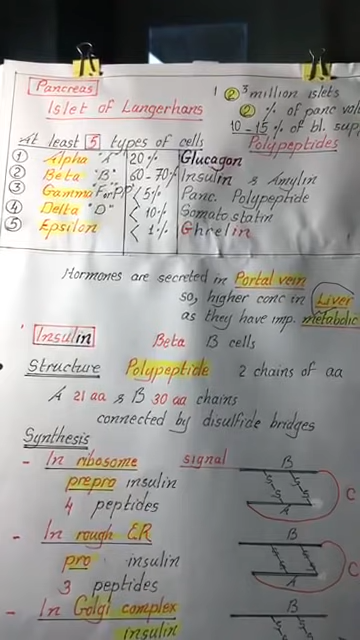 Pancreas
Islet of Langerhans
1 2 3 million islets
2 % of panc vol
10-15% of bl. sup
Polypeptides
At least 5 types of cells
1 Alpha "A" 20% Glucagon
2 Beta "B" 60-70% Insulin & Amylin
3 Gamma "F or PP" < 5% Panc. Polypeptide
4 Delta "D" < 10% Somatostatin
5 Epsilon < 1% Ghrelin
Hormones are secreted in Portal vein
so, higher conc in Liver
as they have imp. metabolic
Insulin Beta B cells
• Structure Polypeptide 2 chains of aa
A 21 aa & B 30 aa chains
connected by disulfide bridges
Synthesis
- In ribosome signal B
prepro insulin
4 peptides A C
- In rough ER B
pro insulin A
3 peptides C
- In Golgi complex B
insulin